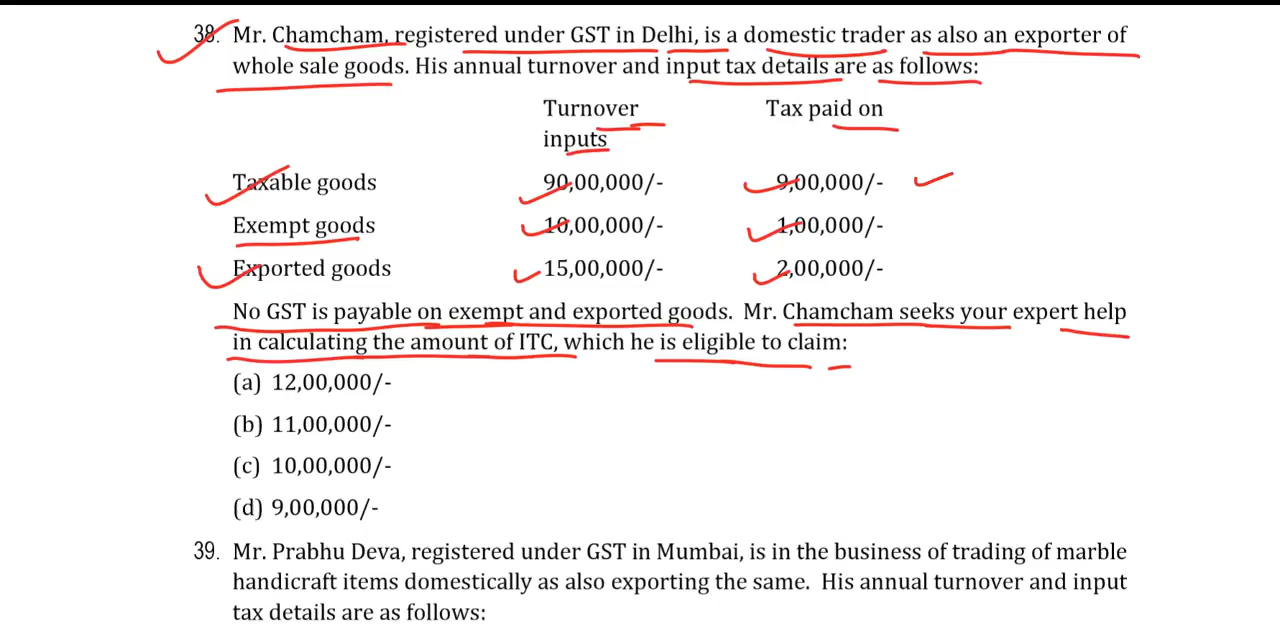 38. Mr. Chamcham, registered under GST in Delhi, is a domestic trader as also an exporter of
whole sale goods. His annual turnover and input tax details are as follows:
Turnover Tax paid on
inputs
Taxable goods 90,00,000/- 9,00,000/-
Exempt goods 10,00,000/- 1,00,000/-
Exported goods 15,00,000/- 2,00,000/-
No GST is payable on exempt and exported goods. Mr. Chamcham seeks your expert help
in calculating the amount of ITC, which he is eligible to claim:
(a) 12,00,000/-
(b) 11,00,000/-
(c) 10,00,000/-
(d) 9,00,000/-
39. Mr. Prabhu Deva, registered under GST in Mumbai, is in the business of trading of marble
handicraft items domestically as also exporting the same. His annual turnover and input
tax details are as follows: